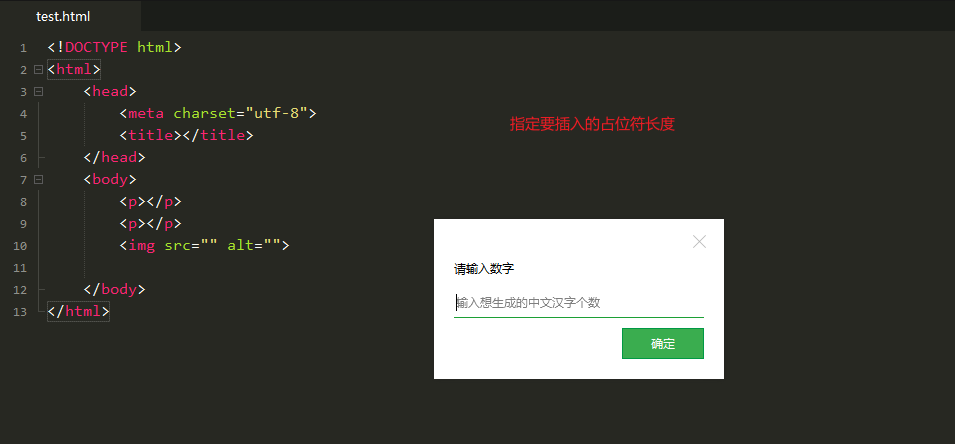 test.html
1 <!DOCTYPE html>
2 <html>
3 <head>
4 <meta charset="utf-8">
5 <title></title>
6 </head>
7 <body>
8 <p></p>
9 <p></p>
10 <img src="" alt="">
11
12 </body>
13 </html>
指定要插入的占位符长度
请输入数字
输入想生成的中文汉字个数
确定